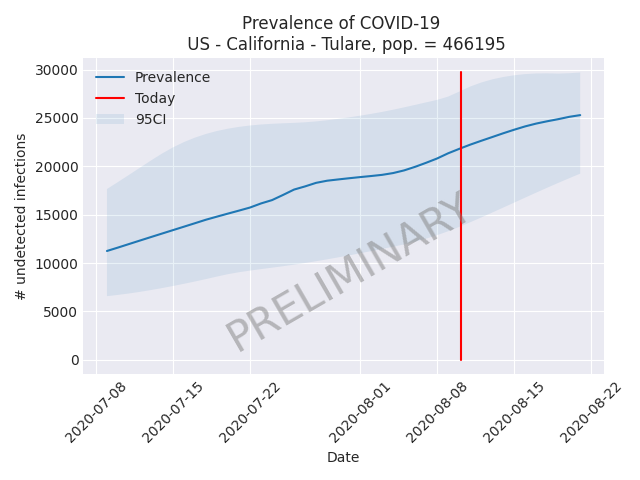 Prevalence of COVID-19
US - California - Tulare, pop. = 466195
30000
25000
20000
15000
10000
5000
0
# undetected infections
Prevalence
Today
95CI
PRELIMINARY
2020-07-08
2020-07-15
2020-07-22
2020-08-01
2020-08-08
2020-08-15
2020-08-22
Date